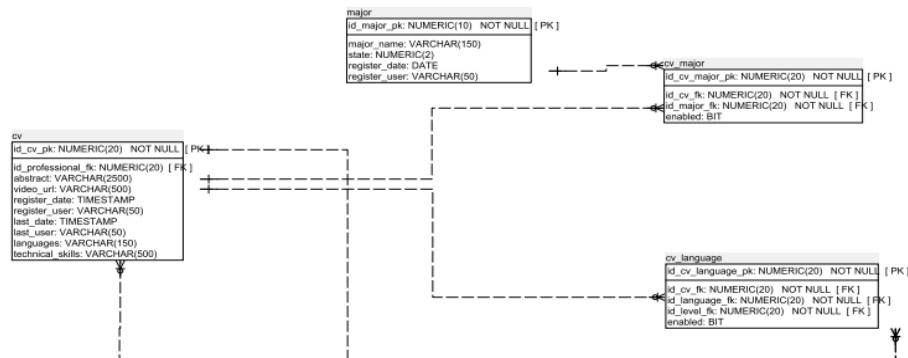 major
id_major_pk: NUMERIC(10) NOT NULL [ PK ]
major_name: VARCHAR(150)
state: NUMERIC(2)
register_date: DATE
register_user: VARCHAR(50)
cv_major
id_cv_major_pk: NUMERIC(20) NOT NULL [ PK ]
id_cv_fk: NUMERIC(20) NOT NULL [ FK ]
id_major_fk: NUMERIC(20) NOT NULL [ FK ]
enabled: BIT
cv
id_cv_pk: NUMERIC(20) NOT NULL [ PK ]
id_professional_fk: NUMERIC(20) [ FK ]
abstract: VARCHAR(2500)
video_url: VARCHAR(500)
register_date: TIMESTAMP
register_user: VARCHAR(50)
last_date: TIMESTAMP
last_user: VARCHAR(50)
languages: VARCHAR(150)
technical_skills: VARCHAR(500)
cv_language
id_cv_language_pk: NUMERIC(20) NOT NULL [ PK ]
id_cv_fk: NUMERIC(20) NOT NULL [ FK ]
id_language_fk: NUMERIC(20) NOT NULL [ FK ]
id_level_fk: NUMERIC(20) NOT NULL [ FK ]
enabled: BIT